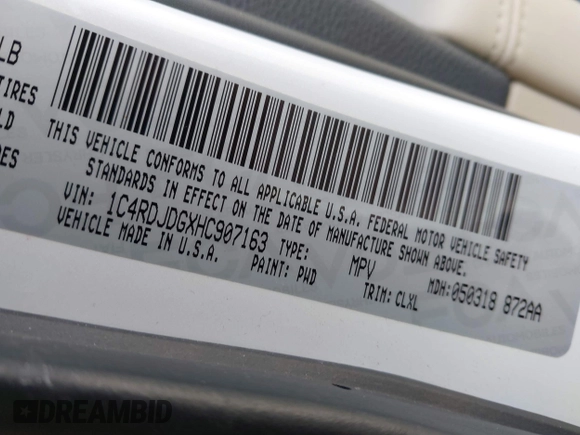 LB
TIRES
LD
DES
THIS VEHICLE CONFORMS TO ALL APPLICABLE U.S.A. FEDERAL MOTOR VEHICLE SAFETY
STANDARDS IN EFFECT ON THE DATE OF MANUFACTURE SHOWN ABOVE.
VIN: 1C4RDJDGXHC907163 TYPE: MPV MDH:050318 872AA
VEHICLE MADE IN U.S.A. PAINT: PWD TRIM: CLXL
DREAMBID